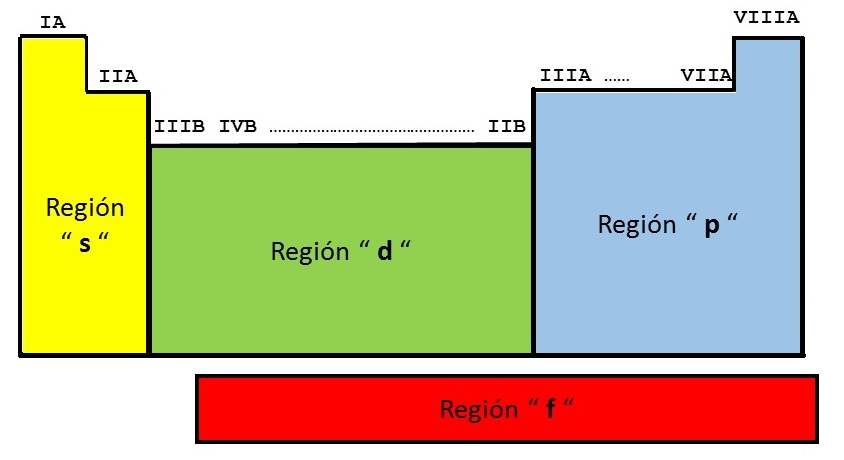 VIIIA
IA
IIA
IIIA ...... VIIA
IIIB IVB ................................................ IIB
Región
“ s “
Región “ d “
Región “ p “
Región “ f “